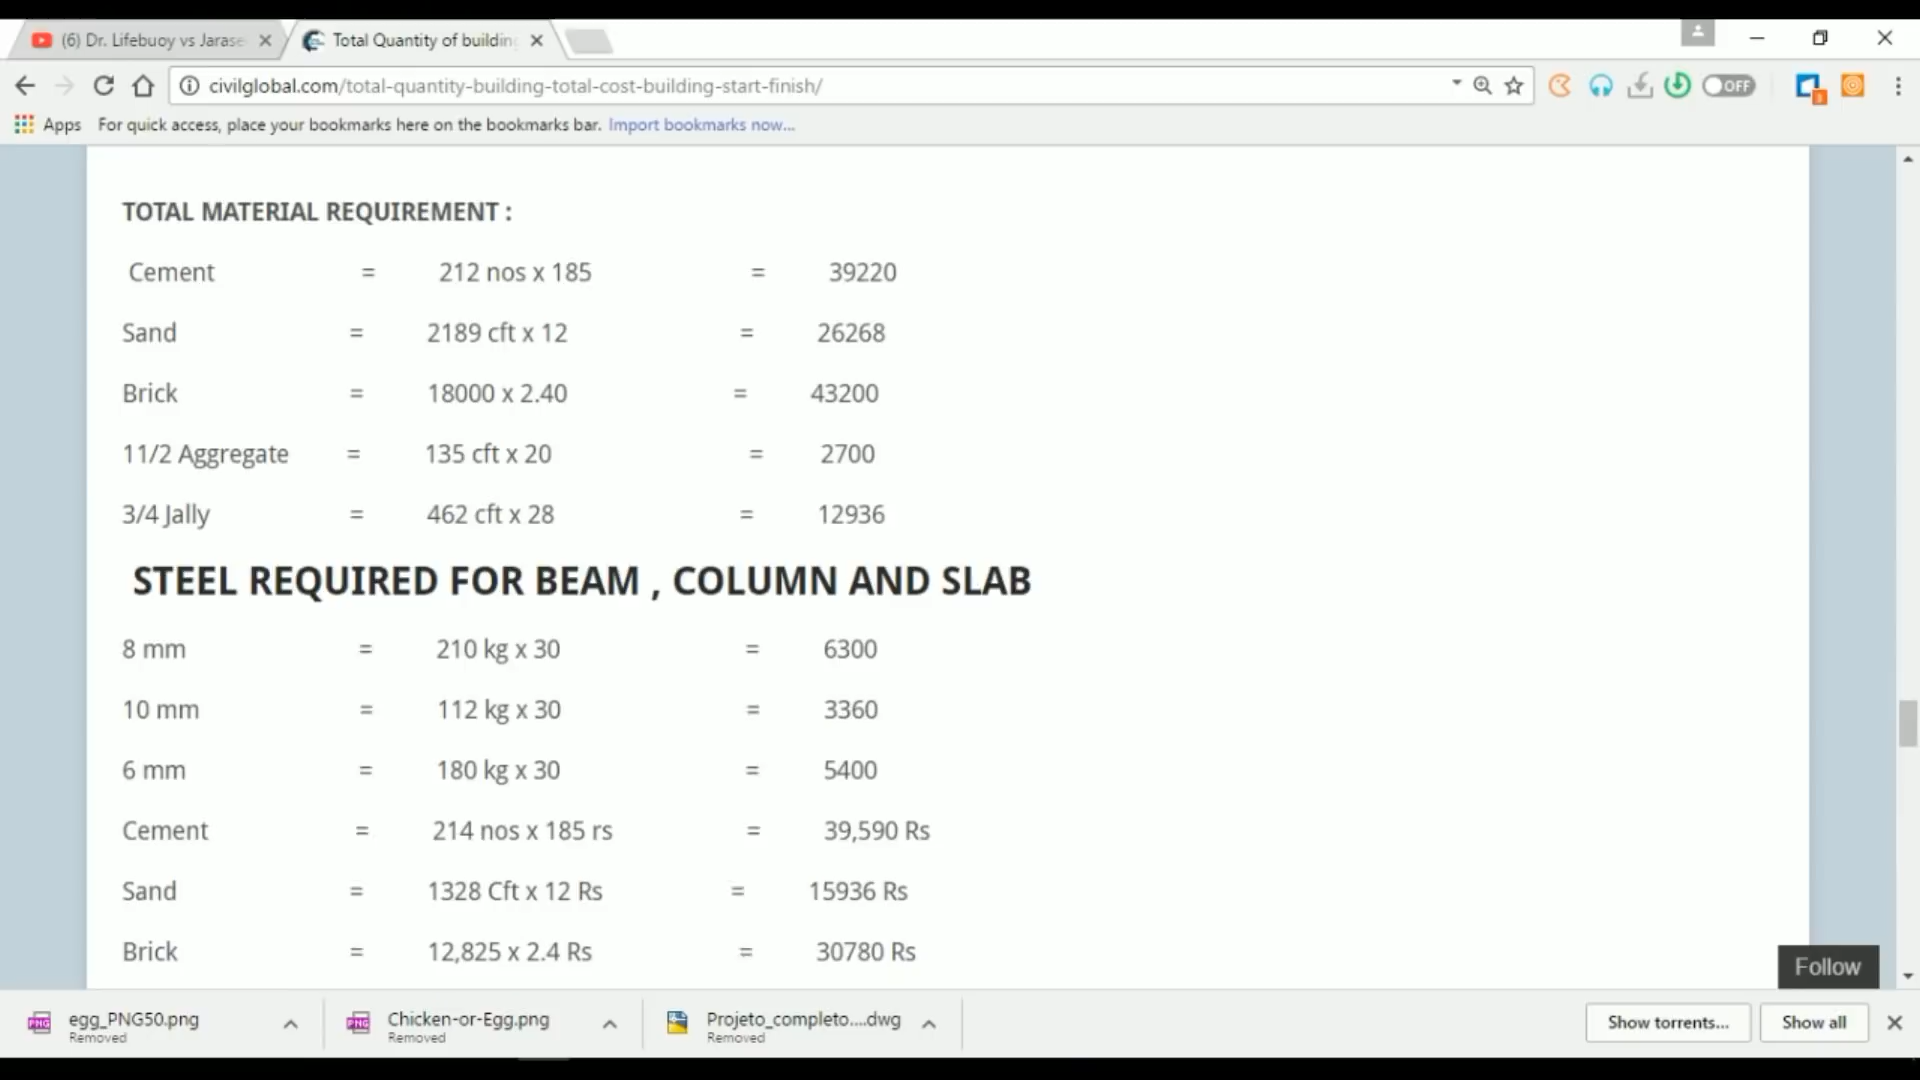 (6) Dr. Lifebuoy vs Jarase
Total Quantity of building
civilglobal.com/total-quantity-building-total-cost-building-start-finish/
OFF
Apps For quick access, place your bookmarks here on the bookmarks bar. Import bookmarks now...
TOTAL MATERIAL REQUIREMENT :
Cement = 212 nos x 185 = 39220
Sand = 2189 cft x 12 = 26268
Brick = 18000 x 2.40 = 43200
11/2 Aggregate = 135 cft x 20 = 2700
3/4 Jally = 462 cft x 28 = 12936
STEEL REQUIRED FOR BEAM , COLUMN AND SLAB
8 mm = 210 kg x 30 = 6300
10 mm = 112 kg x 30 = 3360
6 mm = 180 kg x 30 = 5400
Cement = 214 nos x 185 rs = 39,590 Rs
Sand = 1328 Cft x 12 Rs = 15936 Rs
Brick = 12,825 x 2.4 Rs = 30780 Rs
Follow
egg_PNG50.png
Removed
Chicken-or-Egg.png
Removed
Projeto_completo....dwg
Removed
Show torrents...
Show all